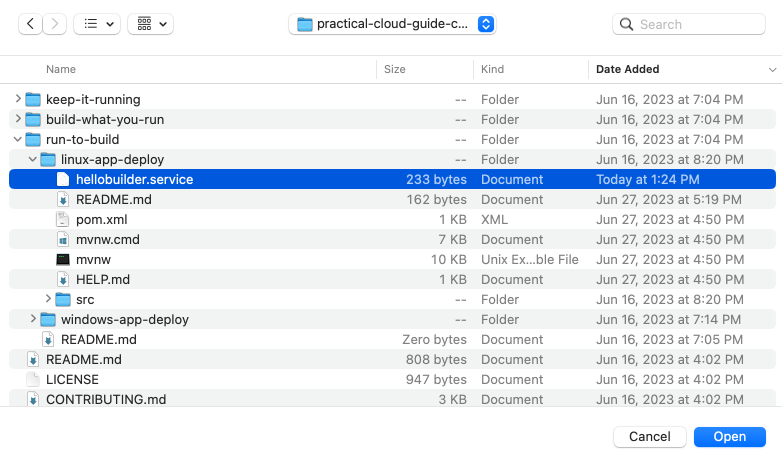 practical-cloud-guide-c... Search
Name Size Kind Date Added
keep-it-running -- Folder Jun 16, 2023 at 7:04 PM
build-what-you-run -- Folder Jun 16, 2023 at 7:04 PM
run-to-build -- Folder Jun 16, 2023 at 7:04 PM
linux-app-deploy -- Folder Jun 16, 2023 at 8:20 PM
hellobuilder.service 233 bytes Document Today at 1:24 PM
README.md 162 bytes Document Jun 27, 2023 at 5:19 PM
pom.xml 1 KB XML Jun 27, 2023 at 4:50 PM
mvnw.cmd 7 KB Document Jun 27, 2023 at 4:50 PM
mvnw 10 KB Unix Ex...ble File Jun 27, 2023 at 4:50 PM
HELP.md 1 KB Document Jun 27, 2023 at 4:50 PM
src -- Folder Jun 16, 2023 at 8:20 PM
windows-app-deploy -- Folder Jun 16, 2023 at 7:14 PM
README.md Zero bytes Document Jun 16, 2023 at 7:05 PM
README.md 808 bytes Document Jun 16, 2023 at 4:02 PM
LICENSE 947 bytes Document Jun 16, 2023 at 4:02 PM
CONTRIBUTING.md 3 KB Document Jun 16, 2023 at 4:02 PM
Cancel Open